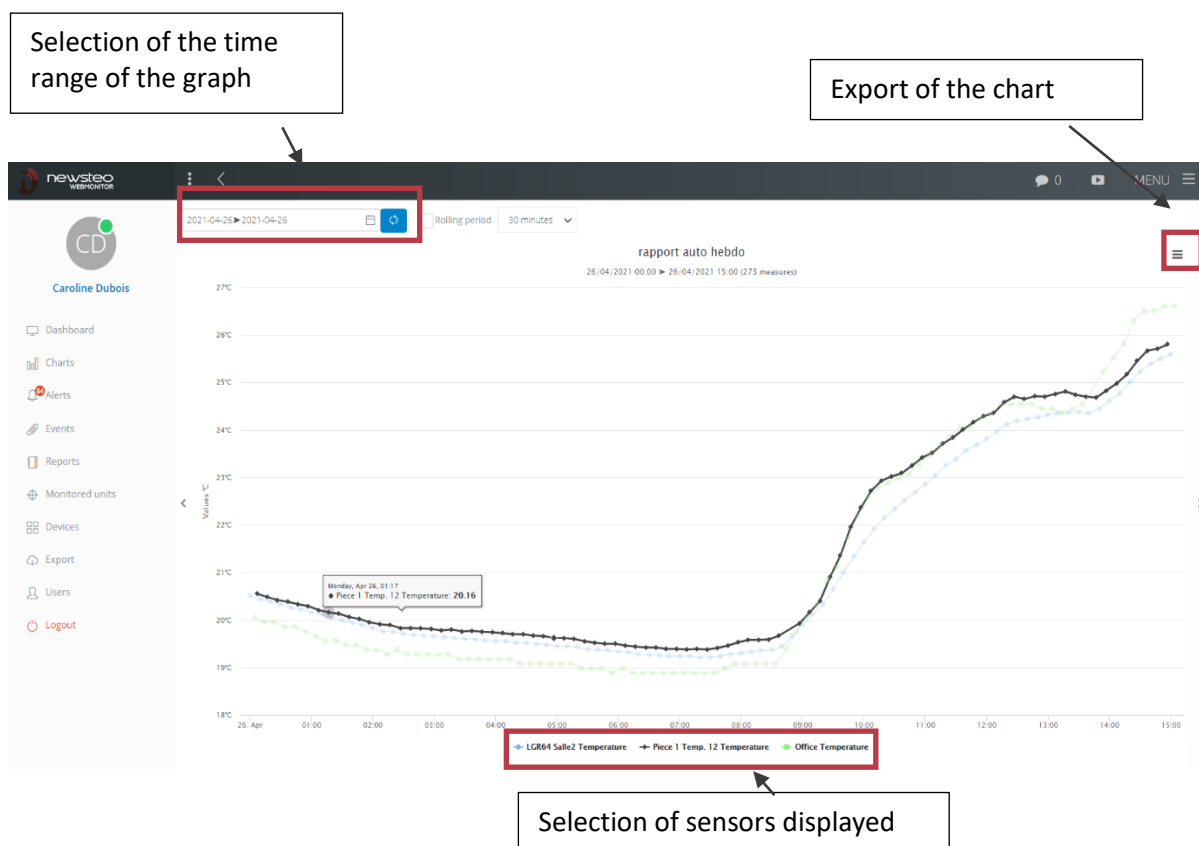 Selection of the time
range of the graph
Export of the chart
newsteo
WEBMONITOR
0
MENU
2021-04-26➤2021-04-26
Rolling period
30 minutes
CD
Caroline Dubois
Dashboard
Charts
84
Alerts
Events
Reports
Monitored units
Devices
Export
Users
Logout
rapport auto hebdo
26/04/2021 00:00 ➤ 26/04/2021 15:00 (273 measures)
Values °C
27°C
26°C
25°C
24°C
23°C
22°C
21°C
20°C
19°C
18°C
Monday, Apr 26, 01:17
● Piece 1 Temp. 12 Temperature: 20.16
26. Apr 01:00 02:00 03:00 04:00 05:00 06:00 07:00 08:00 09:00 10:00 11:00 12:00 13:00 14:00 15:00
LGR64 Salle2 Temperature Piece 1 Temp. 12 Temperature Office Temperature
Selection of sensors displayed